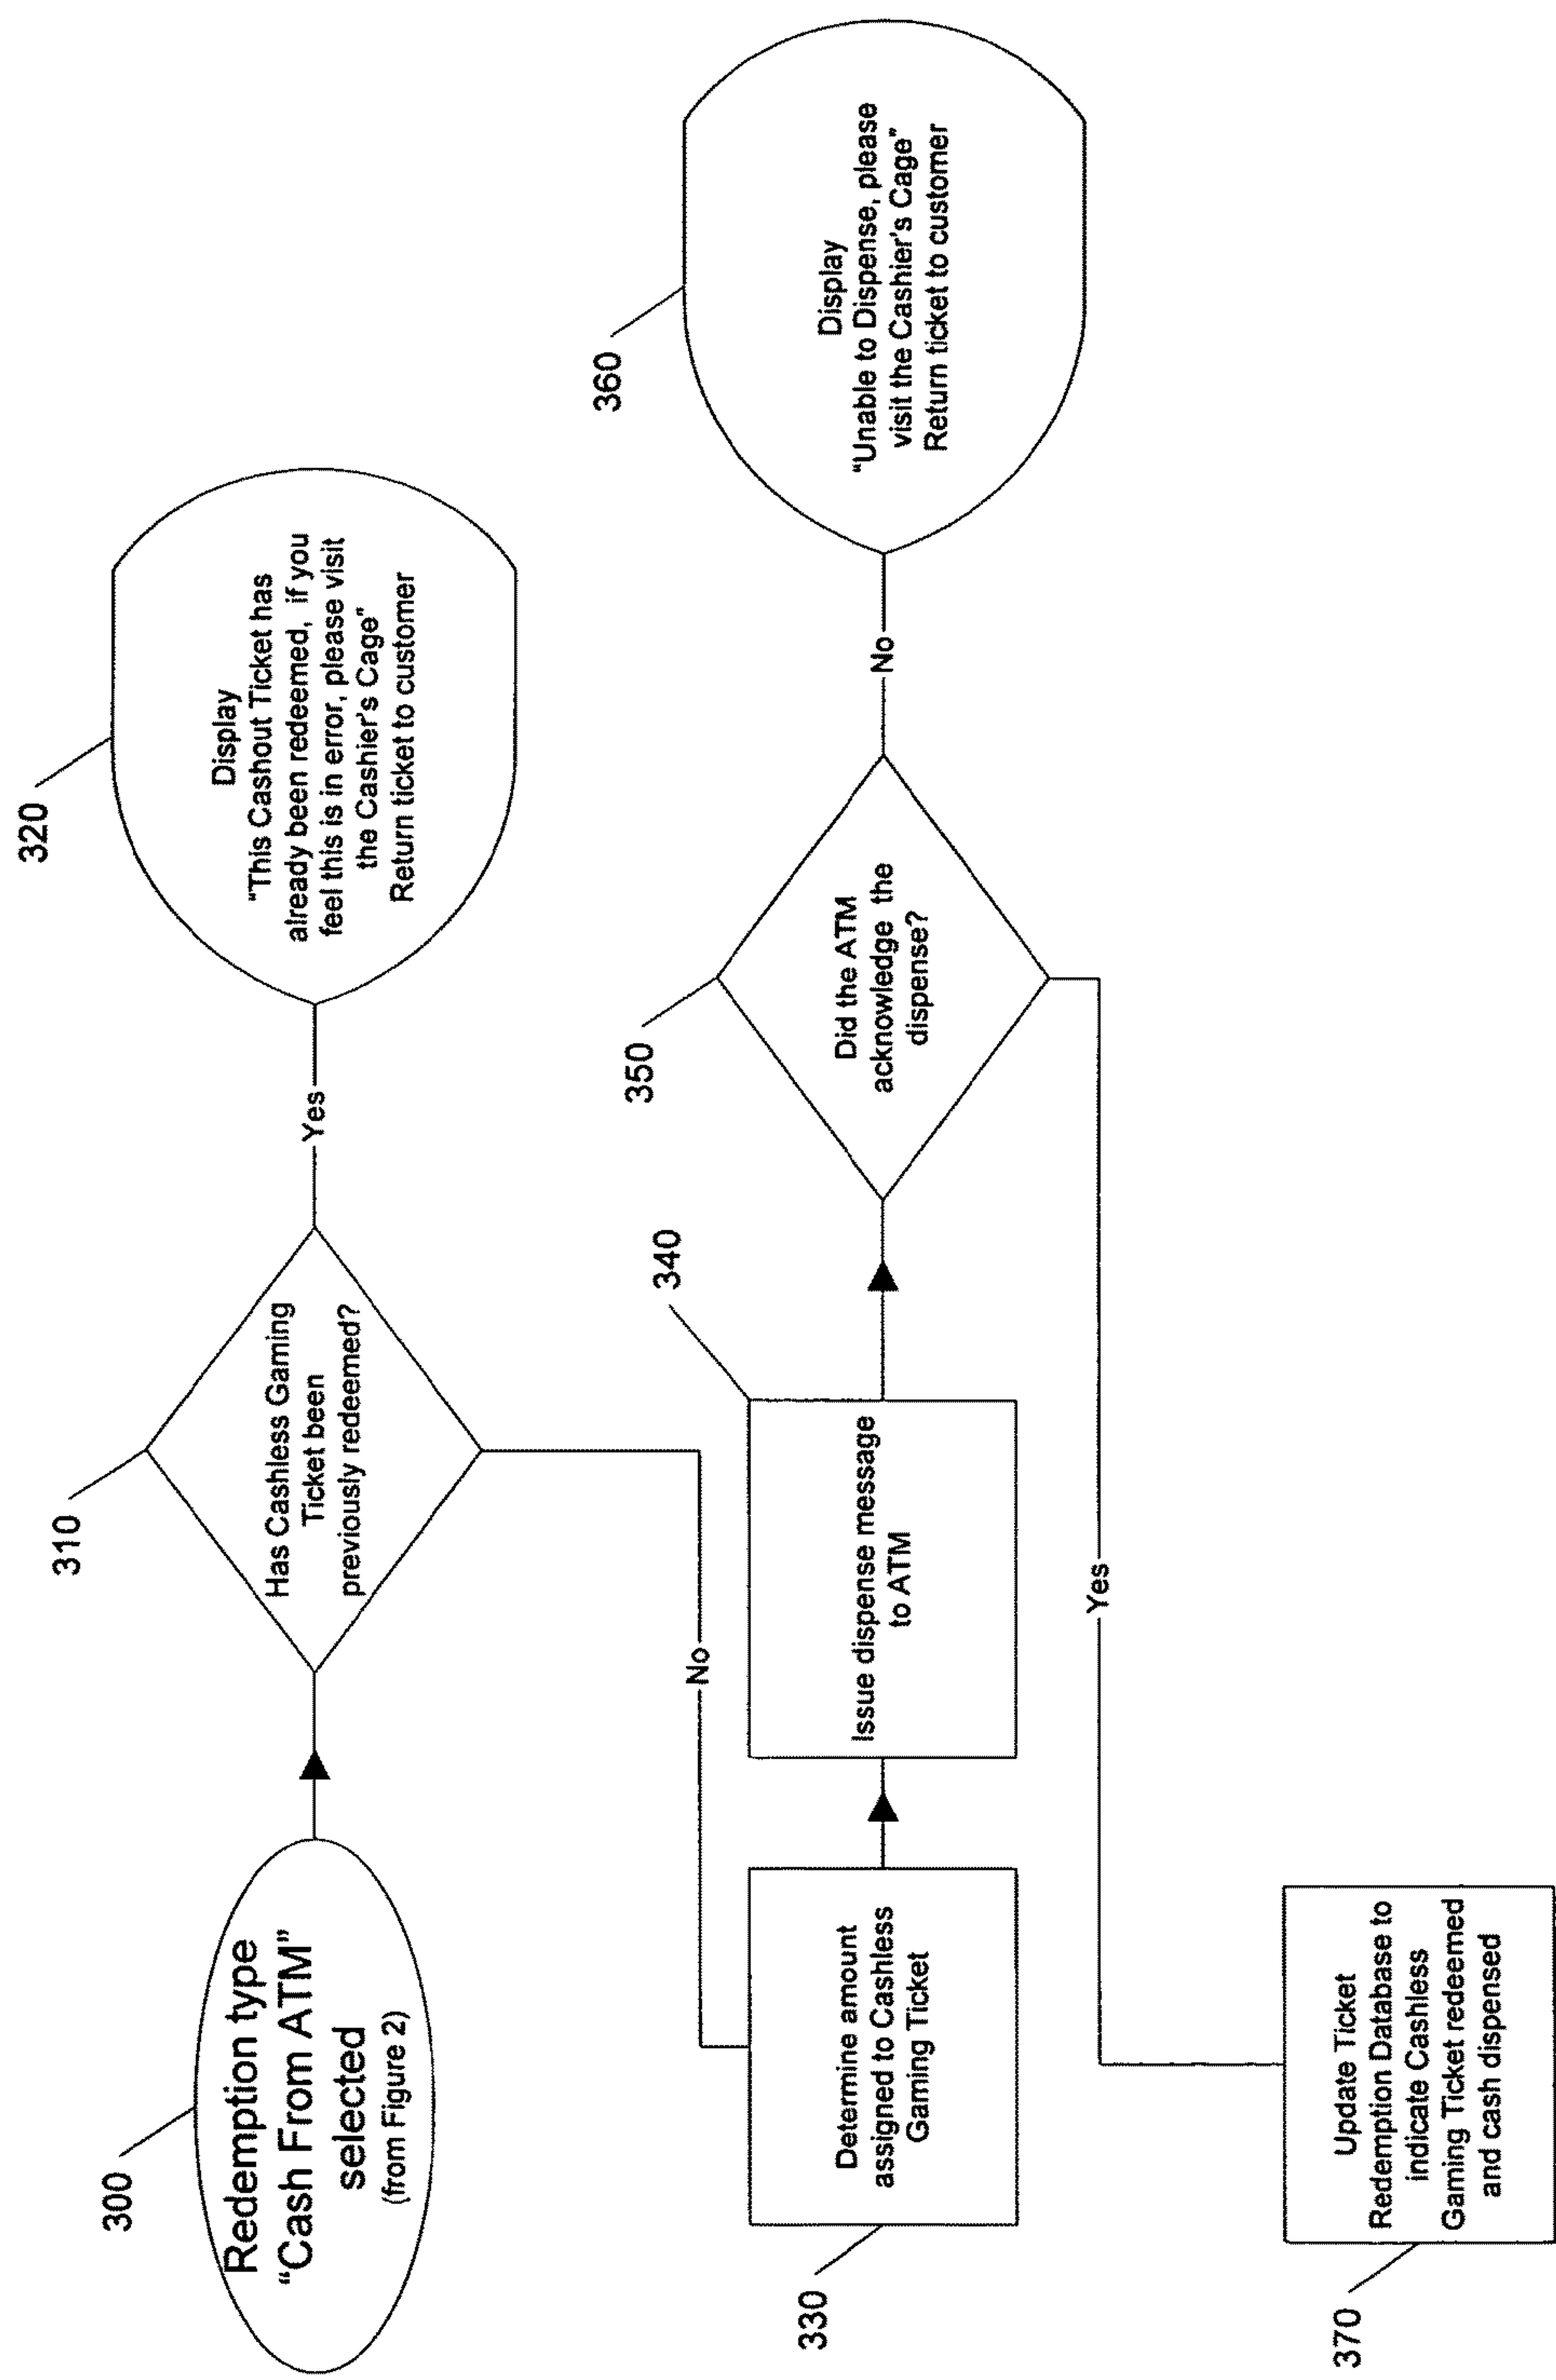 300
Redemption type
“Cash From ATM”
selected
(from Figure 2)
310
Has Cashless Gaming
Ticket been
previously redeemed?
Yes
320
Display
“This Cashout Ticket has
already been redeemed, if you
feel this is in error, please visit
the Cashier's Cage”
Return ticket to customer
No
330
Determine amount
assigned to Cashless
Gaming Ticket
340
Issue dispense message
to ATM
350
Did the ATM
acknowledge the
dispense?
No
360
Display
“Unable to Dispense, please
visit the Cashier's Cage”
Return ticket to customer
Yes
370
Update Ticket
Redemption Database to
indicate Cashless
Gaming Ticket redeemed
and cash dispensed